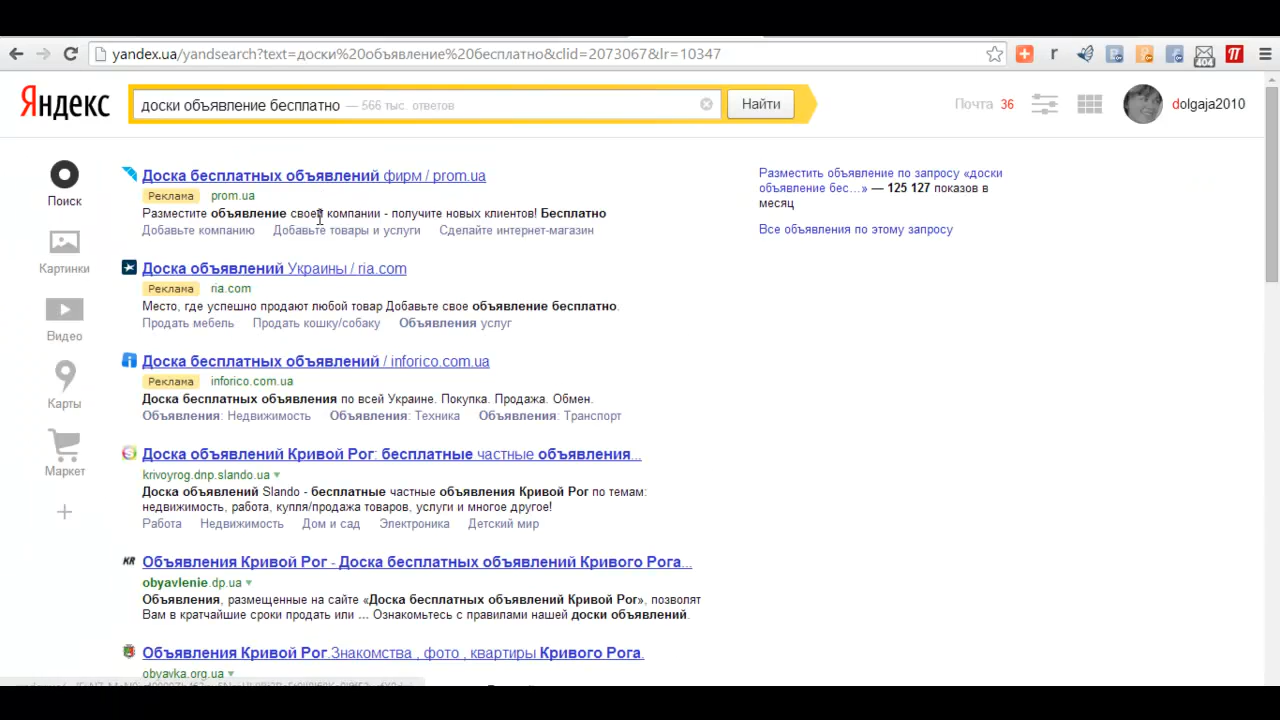 yandex.ua/yandsearch?text=доски%20объявление%20бесплатно&clid=2073067&lr=10347
404
Яндекс
доски объявление бесплатно — 566 тыс. ответов
Найти
Почта 36
dolgaja2010
Поиск
Картинки
Видео
Карты
Маркет
Доска бесплатных объявлений фирм / prom.ua
Реклама prom.ua
Разместите объявление своей компании - получите новых клиентов! Бесплатно
Добавьте компанию Добавьте товары и услуги Сделайте интернет-магазин
Доска объявлений Украины / ria.com
Реклама ria.com
Место, где успешно продают любой товар Добавьте свое объявление бесплатно.
Продать мебель Продать кошку/собаку Объявления услуг
Доска бесплатных объявлений / inforico.com.ua
Реклама inforico.com.ua
Доска бесплатных объявления по всей Украине. Покупка. Продажа. Обмен.
Объявления: Недвижимость Объявления: Техника Объявления: Транспорт
Доска объявлений Кривой Рог: бесплатные частные объявления...
krivoyrog.dnp.slando.ua
Доска объявлений Slando - бесплатные частные объявления Кривой Рог по темам:
недвижимость, работа, купля/продажа товаров, услуги и многое другое!
Работа Недвижимость Дом и сад Электроника Детский мир
Объявления Кривой Рог - Доска бесплатных объявлений Кривого Рога...
obyavlenie.dp.ua
Объявления, размещенные на сайте «Доска бесплатных объявлений Кривой Рог», позволят
Вам в кратчайшие сроки продать или ... Ознакомьтесь с правилами нашей доски объявлений.
Объявления Кривой Рог.Знакомства , фото , квартиры Кривого Рога.
obyavka.org.ua
Разместить объявление по запросу «доски
объявление бес...» — 125 127 показов в
месяц
Все объявления по этому запросу